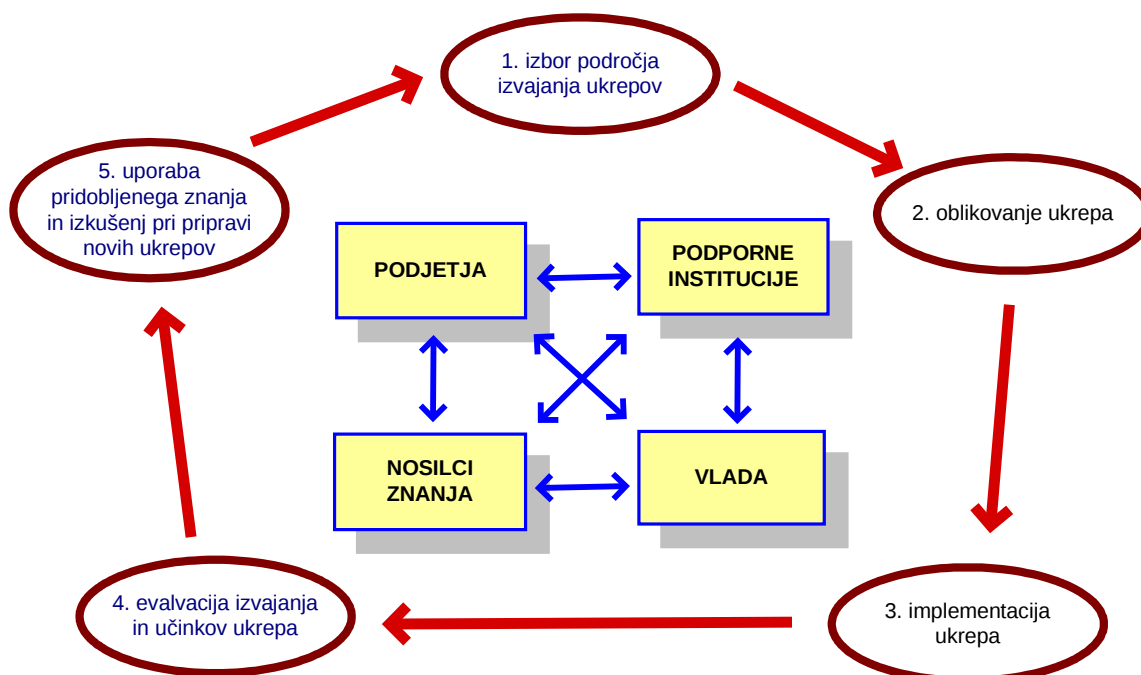 1. izbor področja
izvajanja ukrepov
5. uporaba
pridobljenega znanja
in izkušenj pri pripravi
novih ukrepov
2. oblikovanje ukrepa
PODJETJA
PODPORNE
INSTITUCIJE
NOSILCI
ZNANJA
VLADA
4. evalvacija izvajanja
in učinkov ukrepa
3. implementacija
ukrepa